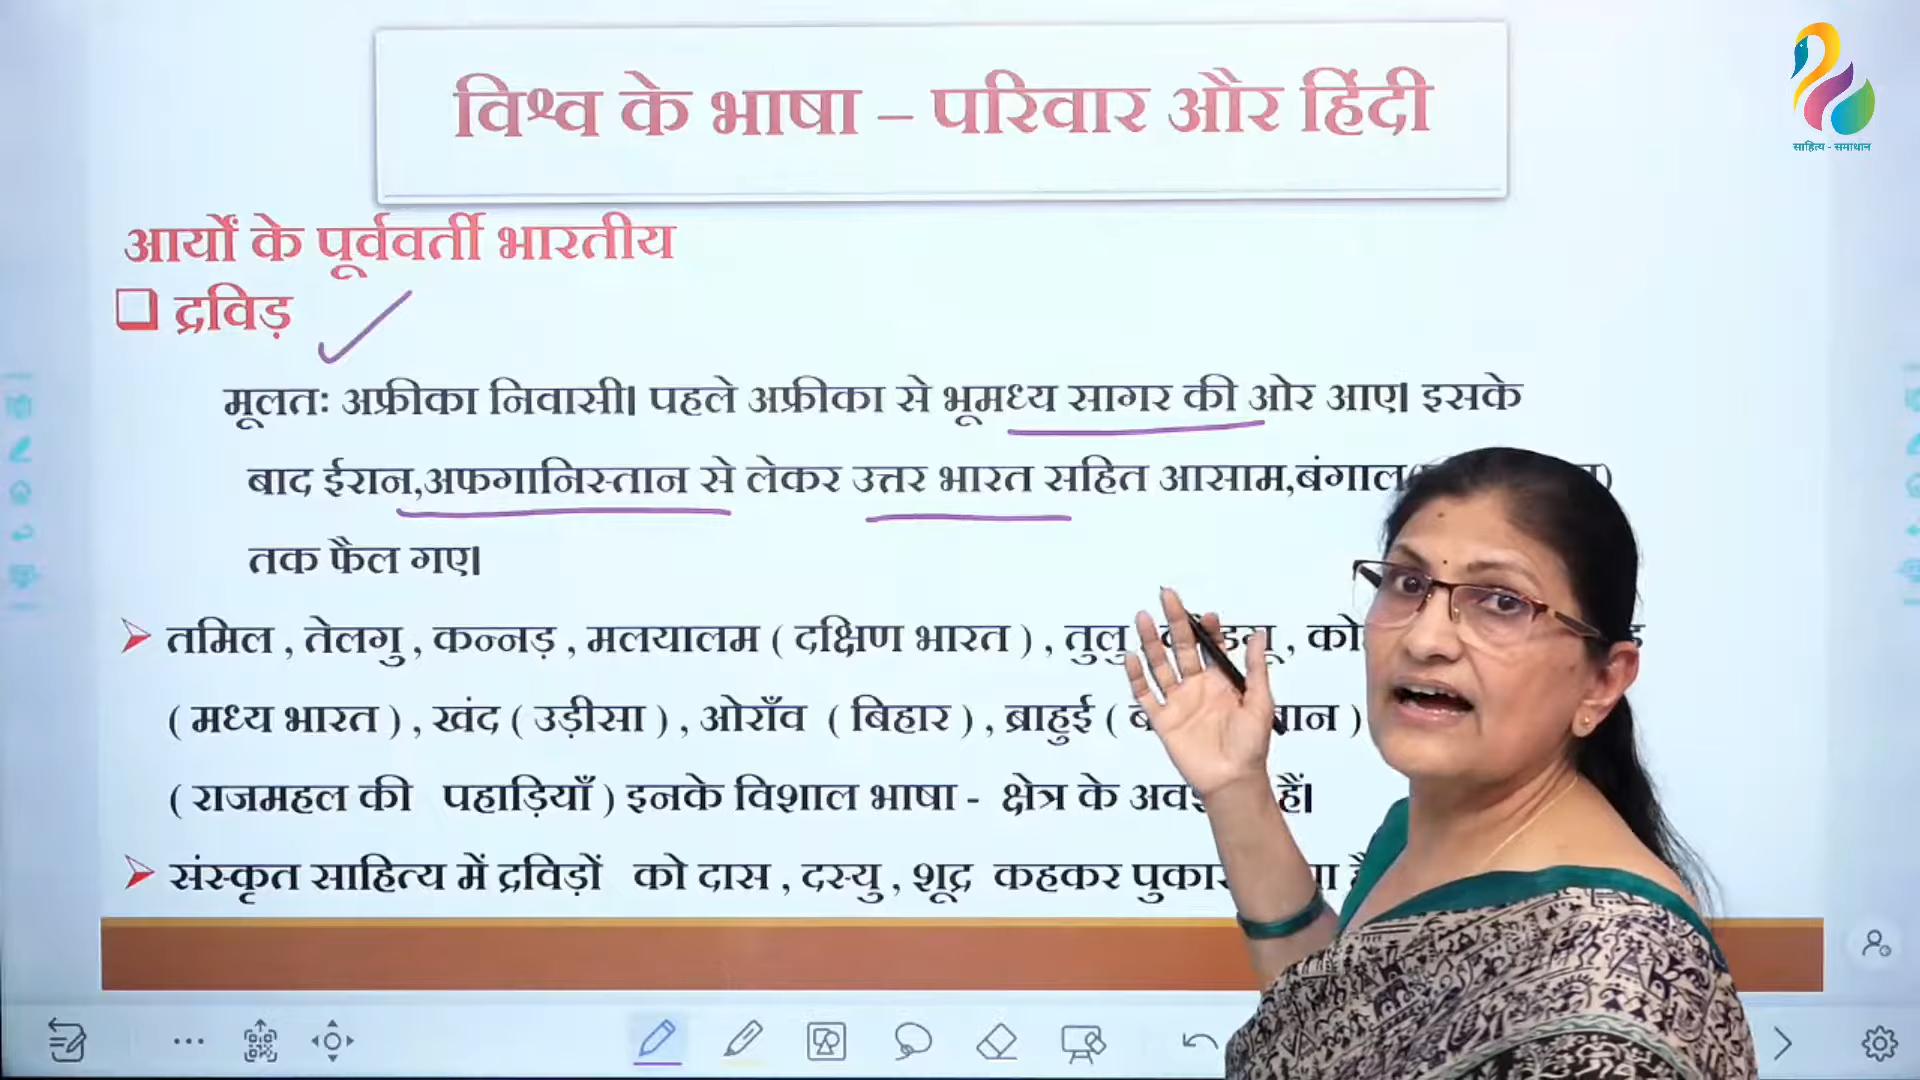 विश्व के भाषा – परिवार और हिंदी
साहित्य - समाधान
आर्यों के पूर्ववर्ती भारतीय
द्रविड़
मूलतः अफ्रीका निवासी। पहले अफ्रीका से भूमध्य सागर की ओर आए। इसके
बाद ईरान,अफगानिस्तान से लेकर उत्तर भारत सहित आसाम,बंगाल
तक फैल गए।
तमिल , तेलगु , कन्नड़ , मलयालम ( दक्षिण भारत ) , तुलु
( मध्य भारत ) , खंद ( उड़ीसा ) , ओराँव ( बिहार ) , ब्राहुई (
( राजमहल की पहाड़ियाँ ) इनके विशाल भाषा - क्षेत्र के हैं।
संस्कृत साहित्य में द्रविड़ों को दास , दस्यु , शूद्र कहकर